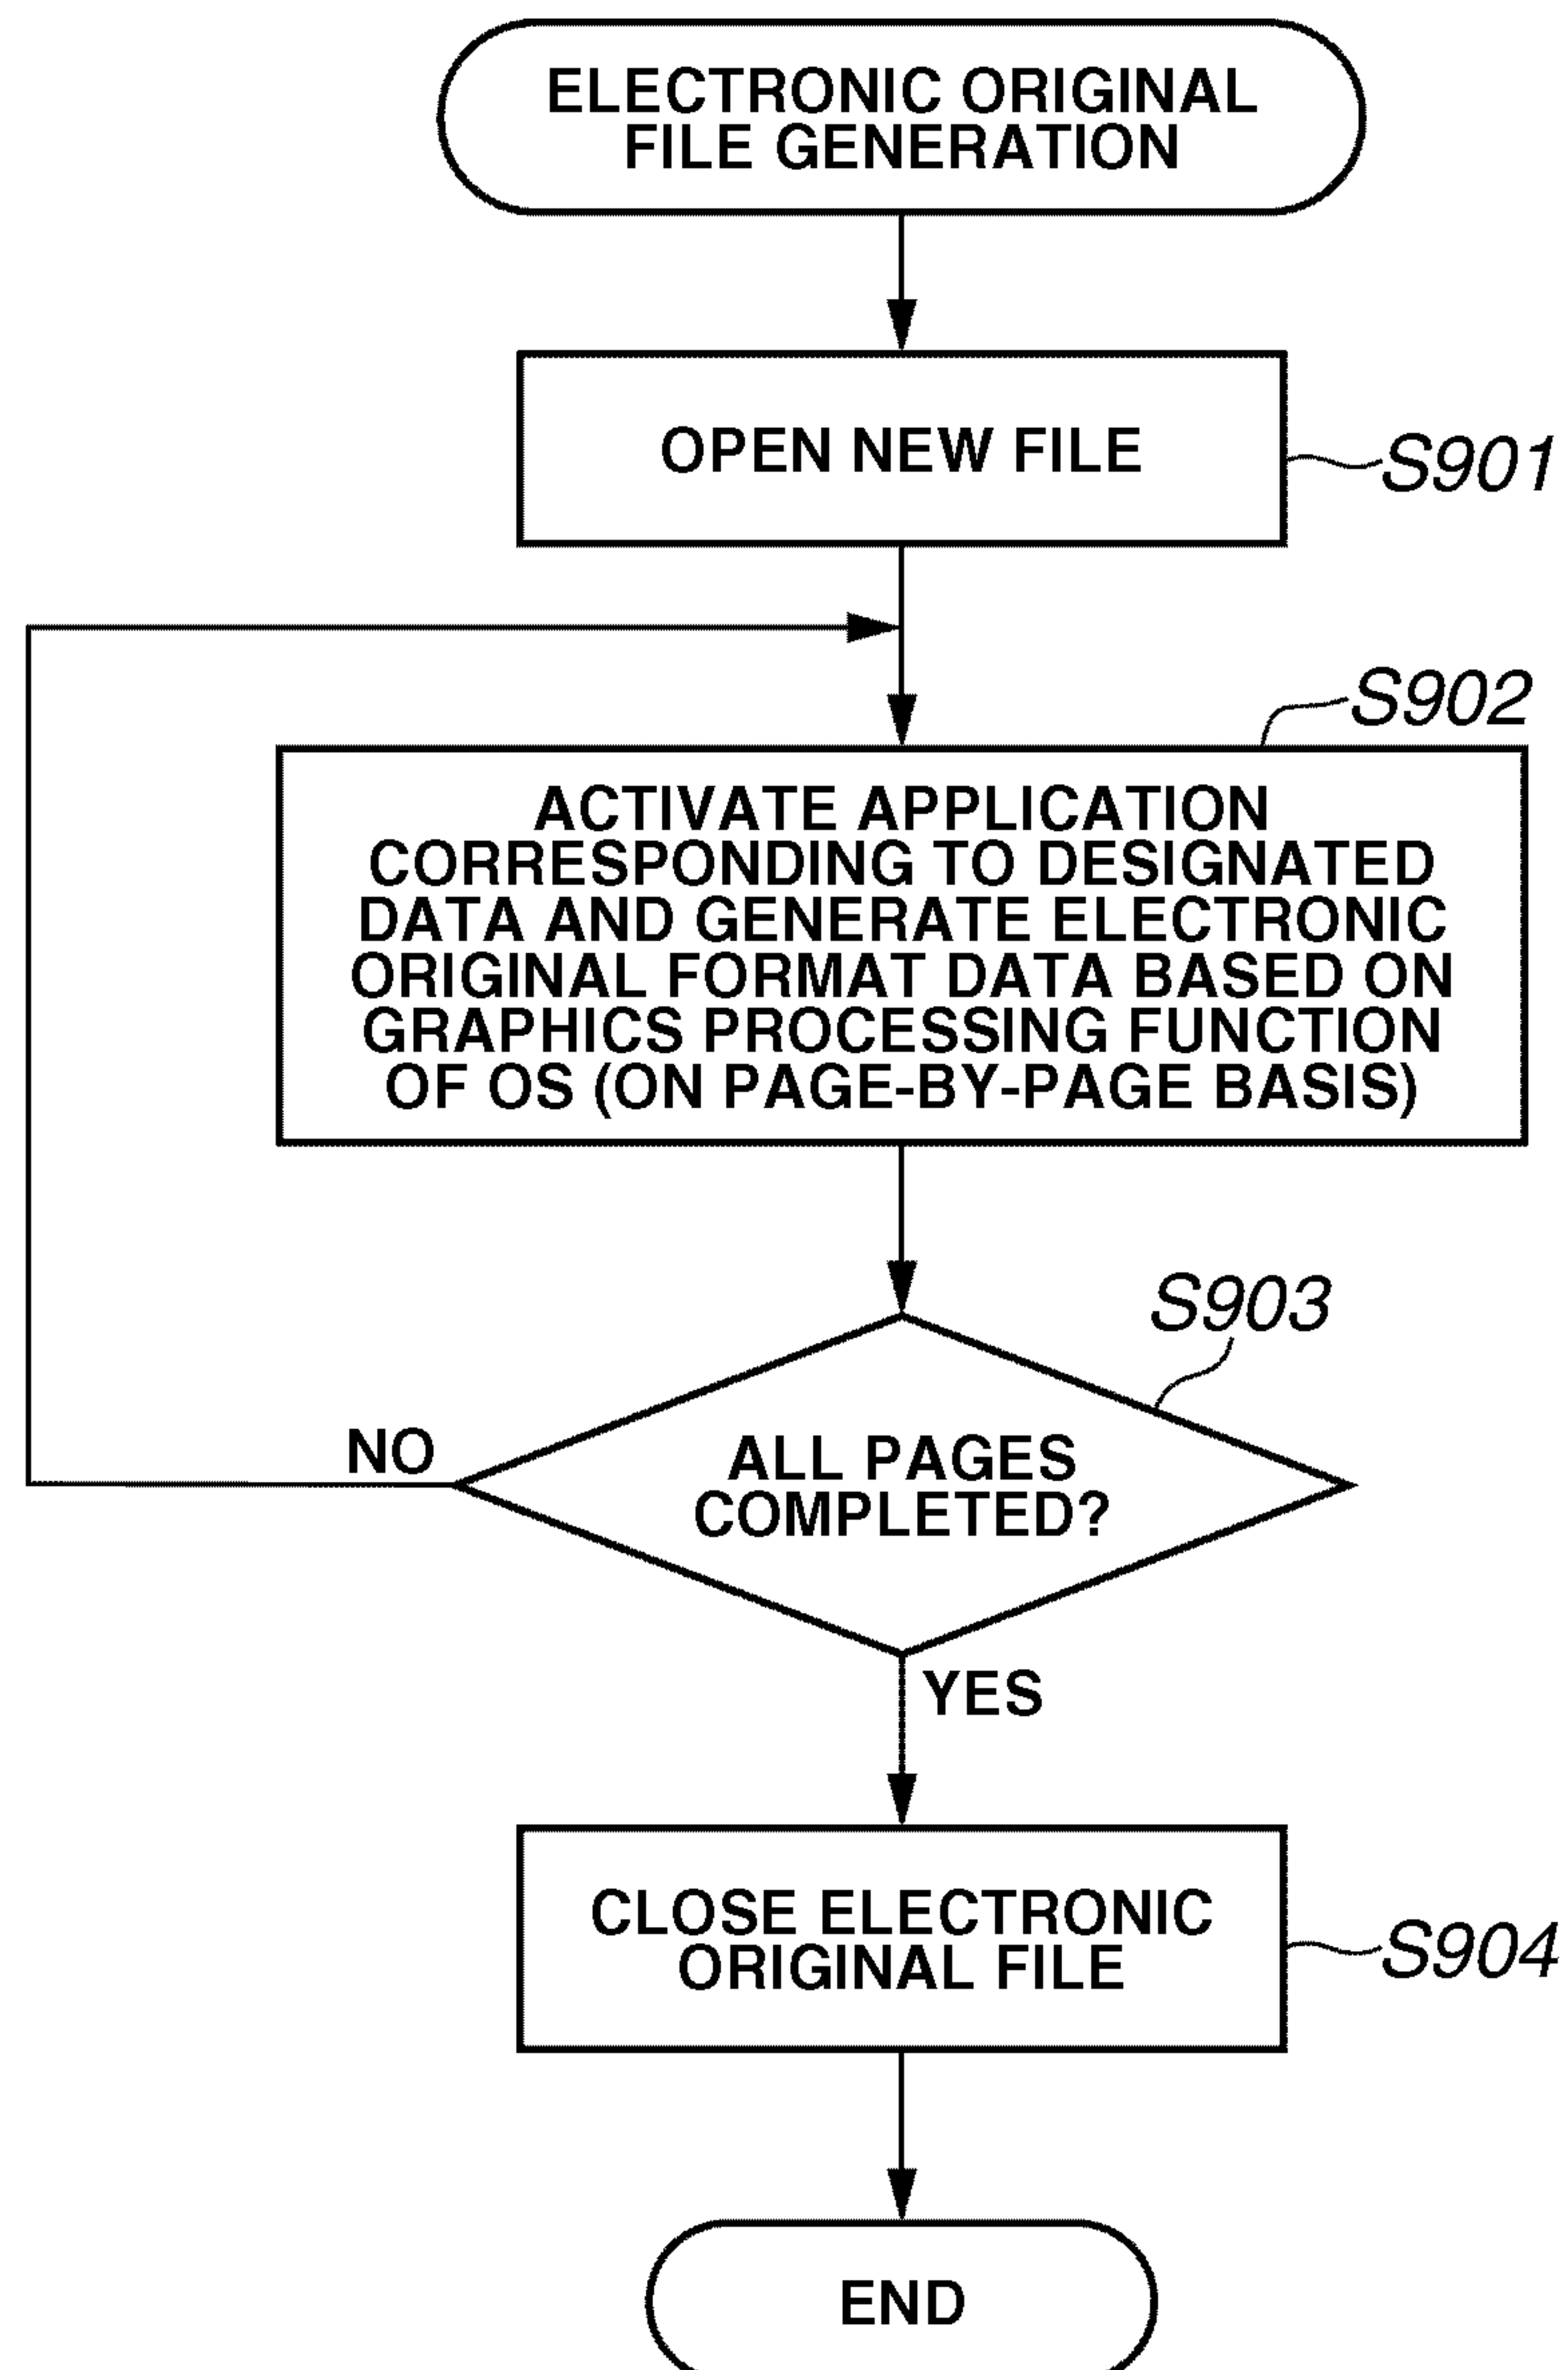 ELECTRONIC ORIGINAL
FILE GENERATION
OPEN NEW FILE
S901
S902
ACTIVATE APPLICATION
CORRESPONDING TO DESIGNATED
DATA AND GENERATE ELECTRONIC
ORIGINAL FORMAT DATA BASED ON
GRAPHICS PROCESSING FUNCTION
OF OS (ON PAGE-BY-PAGE BASIS)
S903
NO
ALL PAGES
COMPLETED?
YES
CLOSE ELECTRONIC
ORIGINAL FILE
S904
END